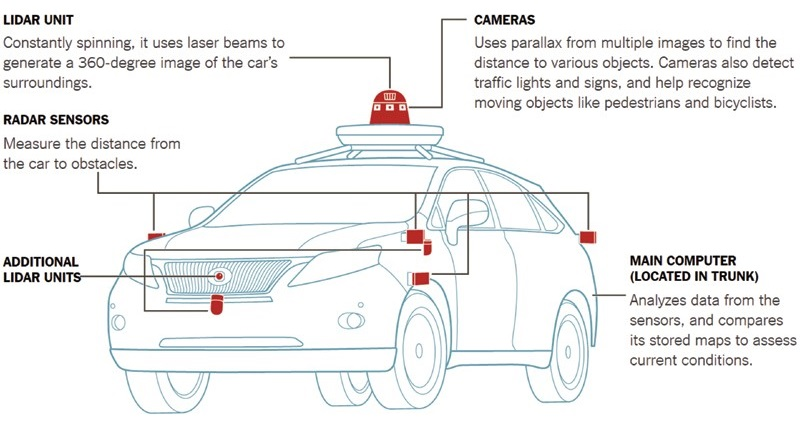 LIDAR UNIT
Constantly spinning, it uses laser beams to
generate a 360-degree image of the car's
surroundings.
CAMERAS
Uses parallax from multiple images to find the
distance to various objects. Cameras also detect
traffic lights and signs, and help recognize
moving objects like pedestrians and bicyclists.
RADAR SENSORS
Measure the distance from
the car to obstacles.
ADDITIONAL
LIDAR UNITS
MAIN COMPUTER
(LOCATED IN TRUNK)
Analyzes data from the
sensors, and compares
its stored maps to assess
current conditions.